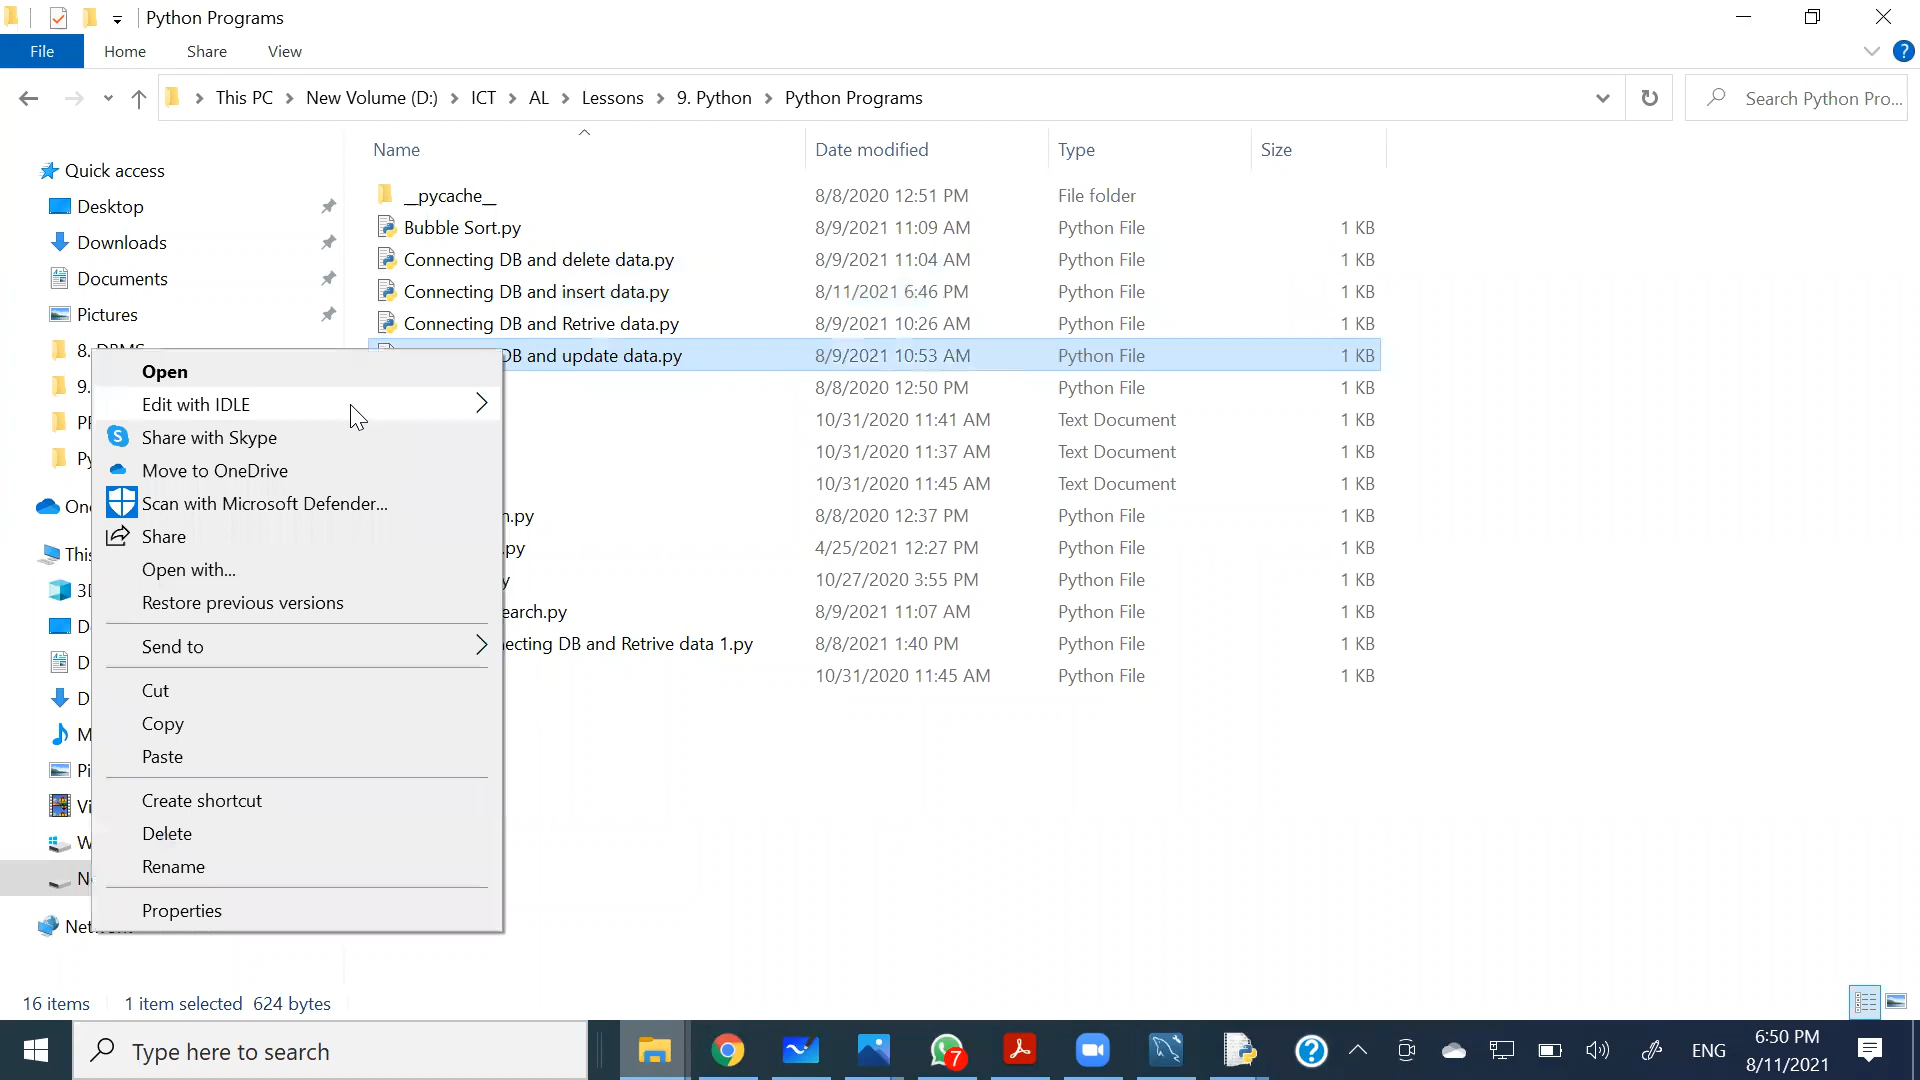 Python Programs
File Home Share View
This PC New Volume (D:) ICT AL Lessons 9. Python Python Programs
Search Python Pro...
Name Date modified Type Size
Quick access
Desktop
Downloads
Documents
Pictures
__pycache__ 8/8/2020 12:51 PM File folder
Bubble Sort.py 8/9/2021 11:09 AM Python File 1 KB
Connecting DB and delete data.py 8/9/2021 11:04 AM Python File 1 KB
Connecting DB and insert data.py 8/11/2021 6:46 PM Python File 1 KB
Connecting DB and Retrive data.py 8/9/2021 10:26 AM Python File 1 KB
DB and update data.py 8/9/2021 10:53 AM Python File 1 KB
8/8/2020 12:50 PM Python File 1 KB
10/31/2020 11:41 AM Text Document 1 KB
10/31/2020 11:37 AM Text Document 1 KB
10/31/2020 11:45 AM Text Document 1 KB
.py 8/8/2020 12:37 PM Python File 1 KB
.py 4/25/2021 12:27 PM Python File 1 KB
y 10/27/2020 3:55 PM Python File 1 KB
earch.py 8/9/2021 11:07 AM Python File 1 KB
ecting DB and Retrive data 1.py 8/8/2021 1:40 PM Python File 1 KB
10/31/2020 11:45 AM Python File 1 KB
8.
9.
Py
One
This
3D
D
D
D
M
Pi
Vi
W
Open
Edit with IDLE
Share with Skype
Move to OneDrive
Scan with Microsoft Defender...
Share
Open with...
Restore previous versions
Send to
Cut
Copy
Paste
Create shortcut
Delete
Rename
Properties
16 items 1 item selected 624 bytes
Type here to search
7
ENG
6:50 PM
8/11/2021